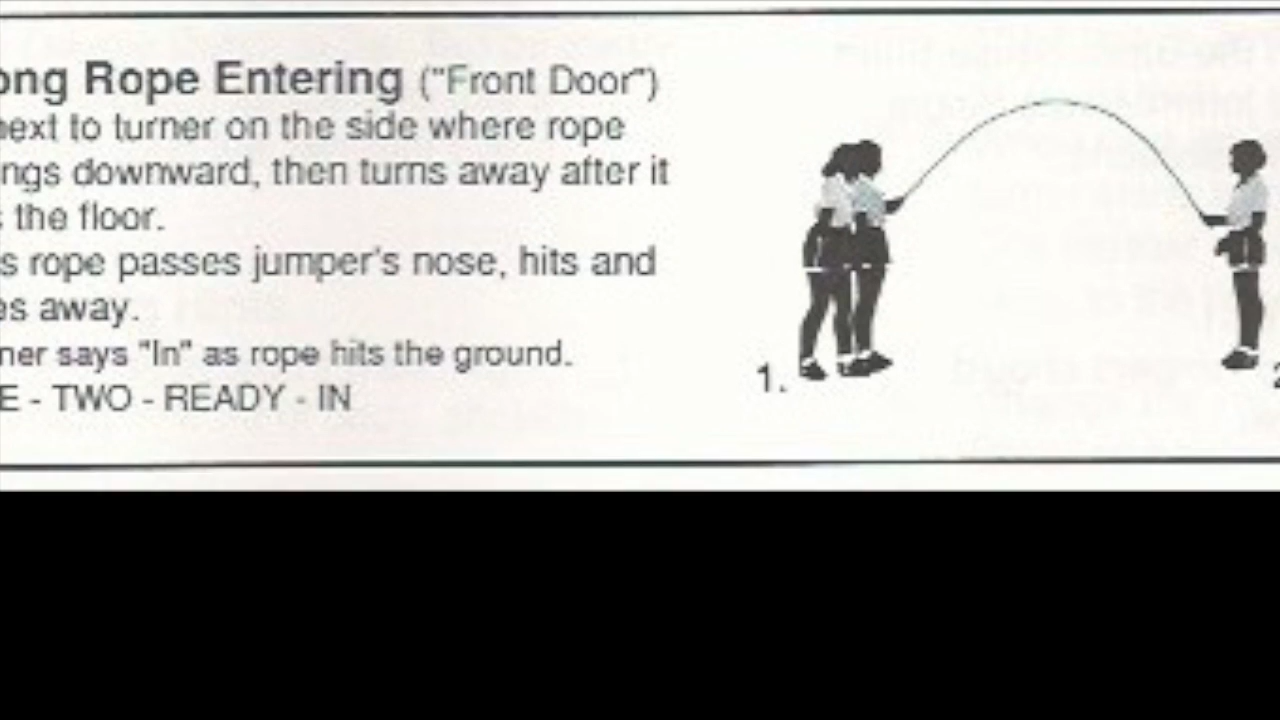 ong Rope Entering ("Front Door")
next to turner on the side where rope
ngs downward, then turns away after it
s the floor.
s rope passes jumper's nose, hits and
es away.
ner says "In" as rope hits the ground.
E - TWO - READY - IN
1.